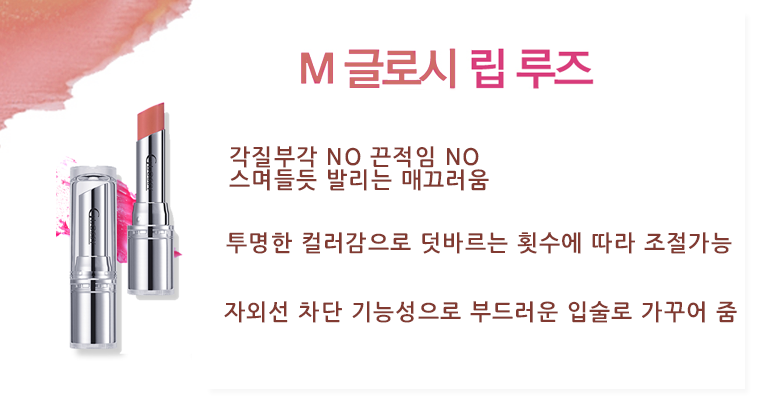 M 글로시 립 루즈
각질부각 NO 끈적임 NO
스며들듯 발리는 매끄러움
투명한 컬러감으로 덧바르는 횟수에 따라 조절가능
자외선 차단 기능성으로 부드러운 입술로 가꾸어 줌